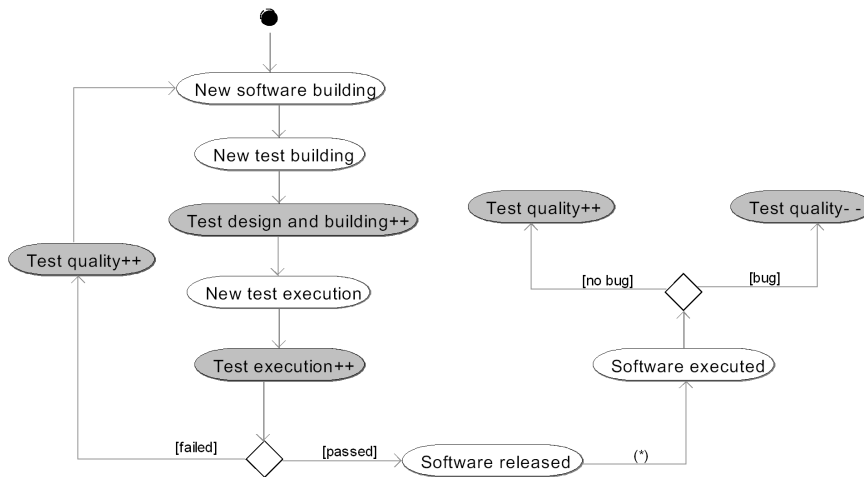 New software building
New test building
Test design and building++
Test quality++
New test execution
Test execution++
[failed]
[passed]
Software released
(*)
Software executed
[no bug]
[bug]
Test quality++
Test quality- -